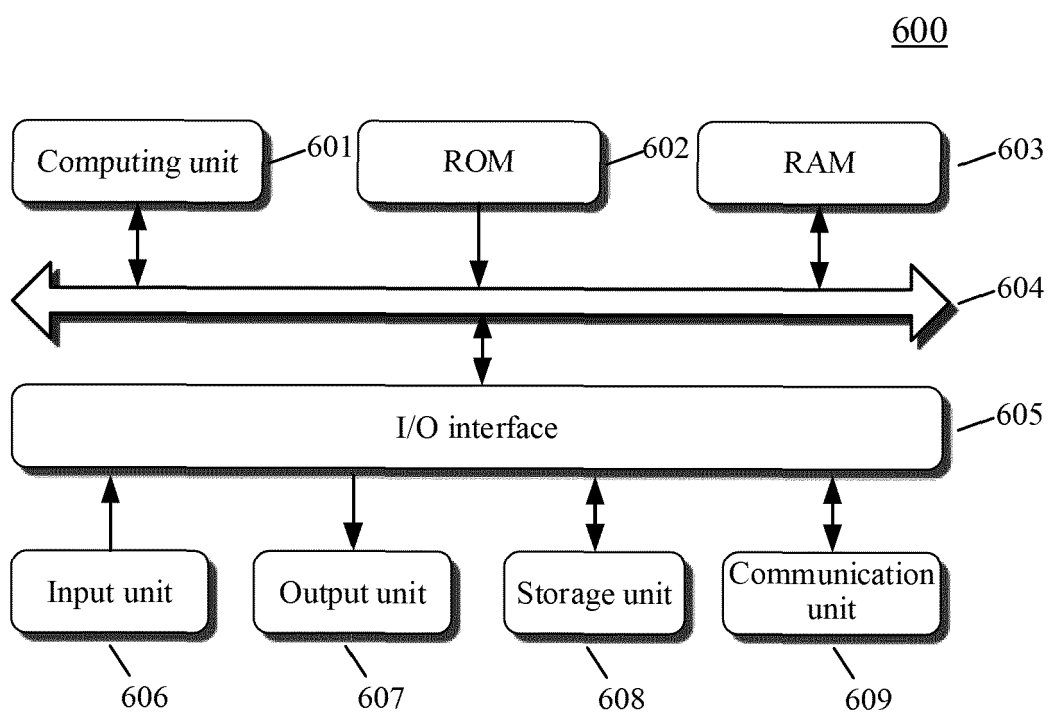 600
Computing unit
601
ROM
602
RAM
603
604
I/O interface
605
Input unit
Output unit
Storage unit
Communication
unit
606
607
608
609